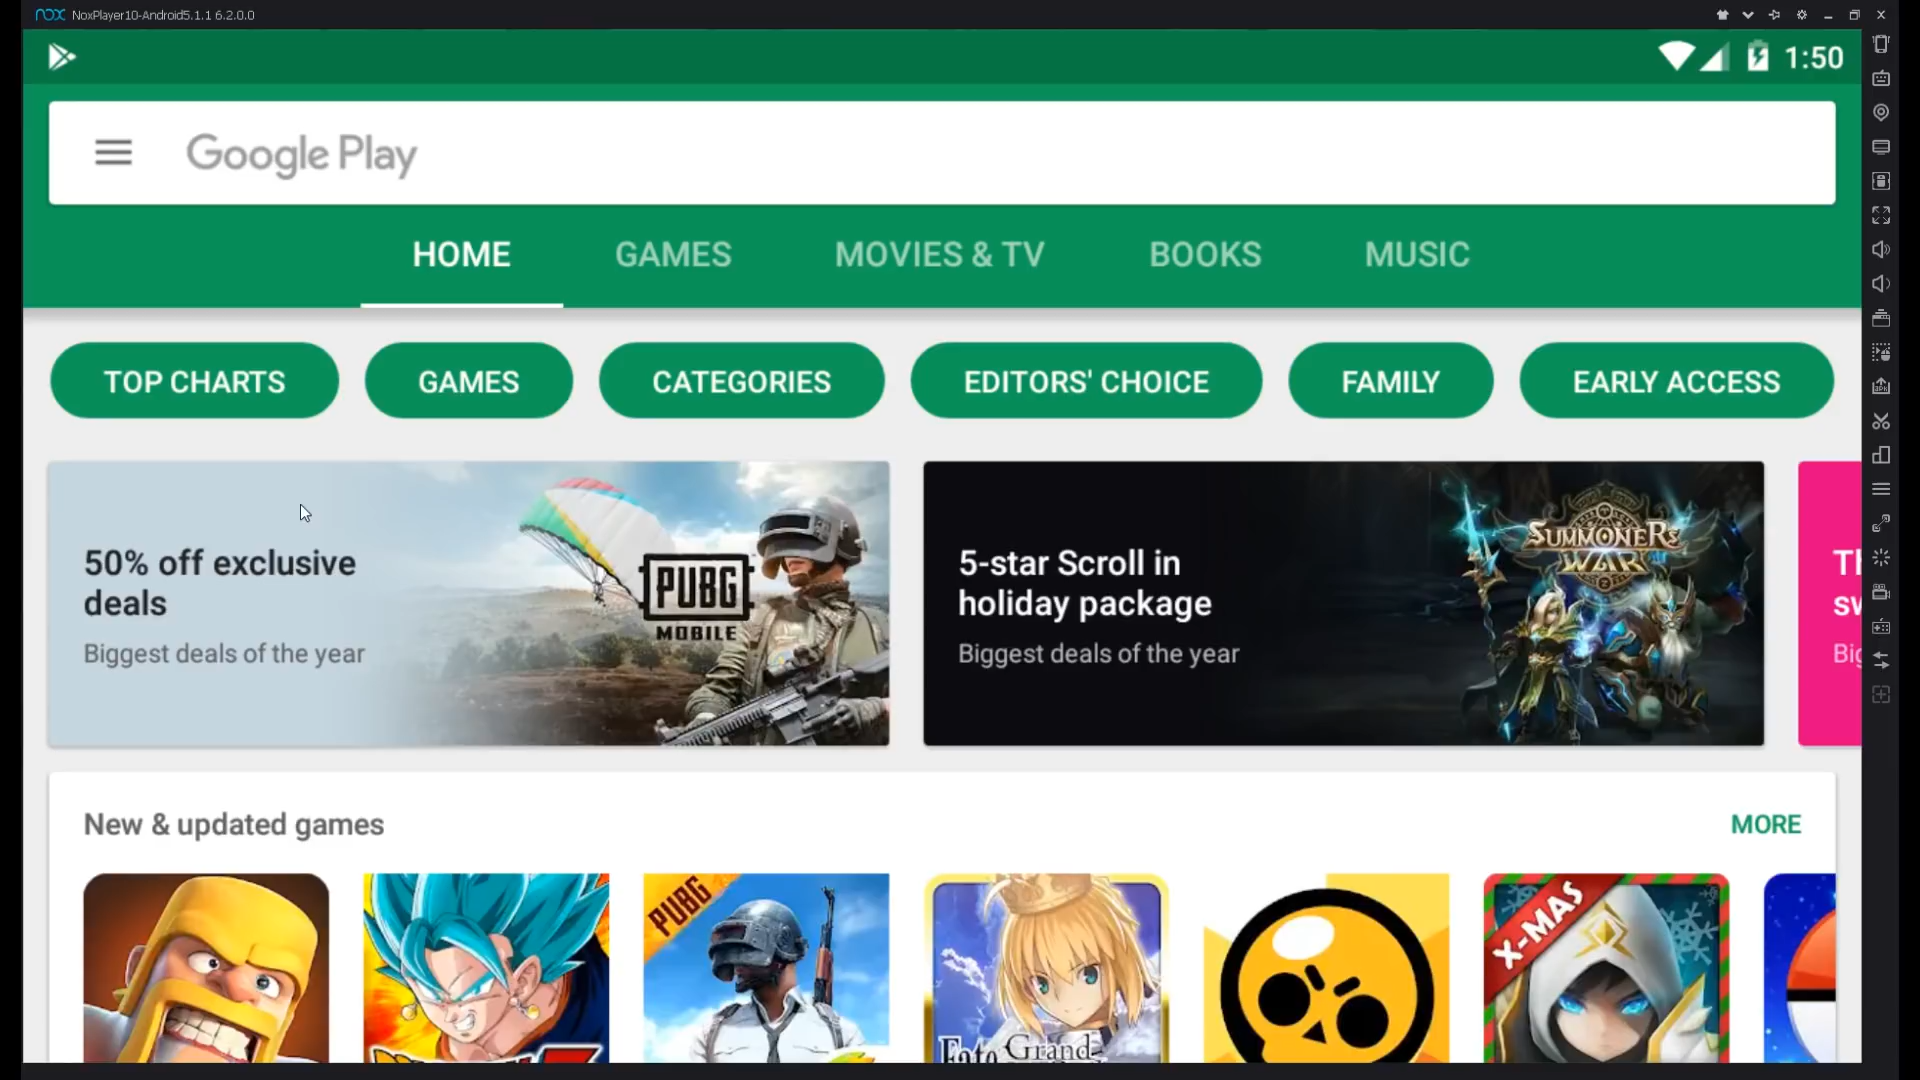 nox NoxPlayer10-Android5.1.1 6.2.0.0
1:50
Google Play
HOME GAMES MOVIES & TV BOOKS MUSIC
TOP CHARTS GAMES CATEGORIES EDITORS' CHOICE FAMILY EARLY ACCESS
50% off exclusive
deals
Biggest deals of the year
PUBG
MOBILE
5-star Scroll in
holiday package
Biggest deals of the year
SUMMONERS
WAR
New & updated games
MORE
PUBG
Fate Grand
X-MAS